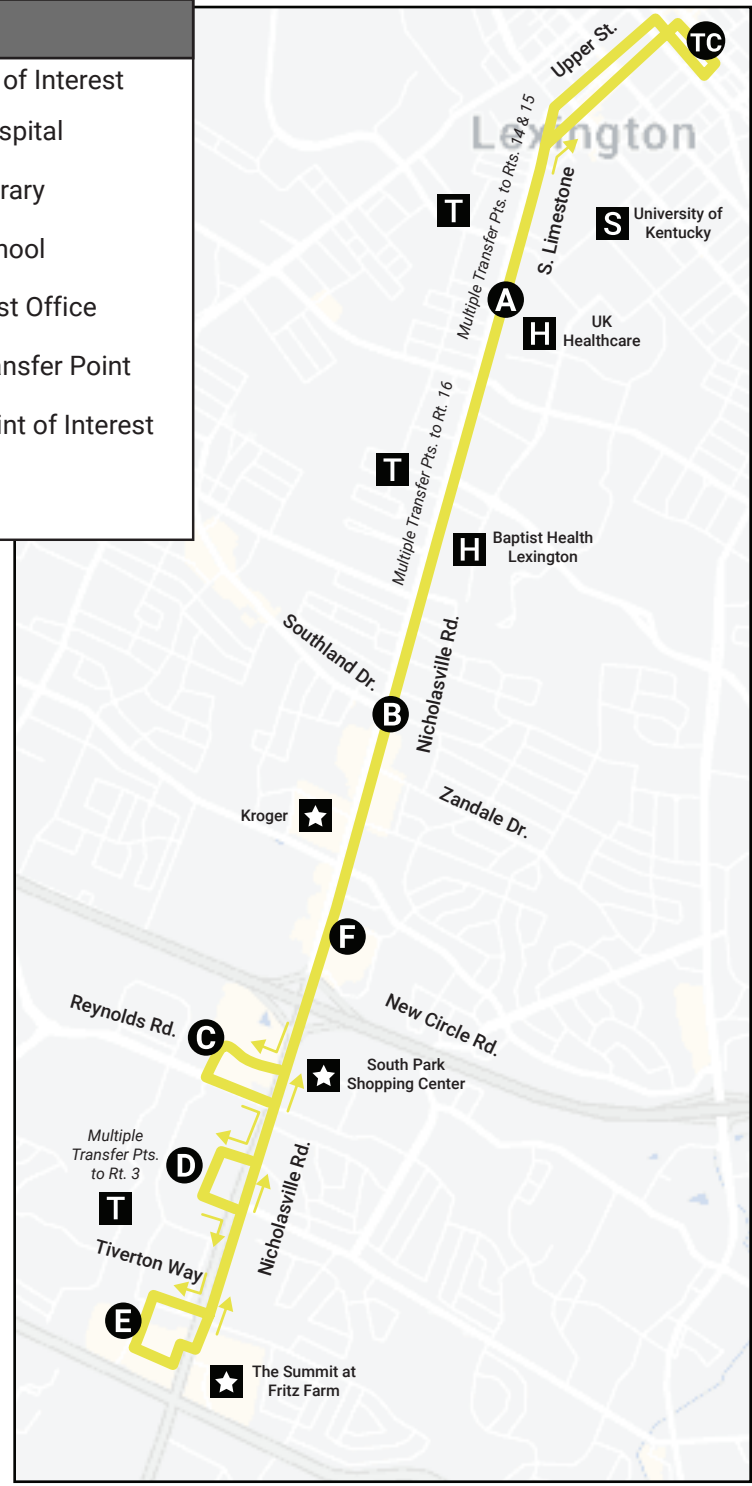 of Interest
spital
rary
hool
st Office
ansfer Point
int of Interest
TC
Upper St.
Lexington
Multiple Transfer Pts. to Rts. 14 & 15
T
S. Limestone
S
University of
Kentucky
A
H
UK
Healthcare
Multiple Transfer Pts. to Rt. 16
T
H
Baptist Health
Lexington
Southland Dr.
Nicholasville Rd.
B
Zandale Dr.
Kroger
F
New Circle Rd.
Reynolds Rd.
C
South Park
Shopping Center
Multiple
Transfer Pts.
to Rt. 3
D
T
Nicholasville Rd.
Tiverton Way
E
The Summit at
Fritz Farm